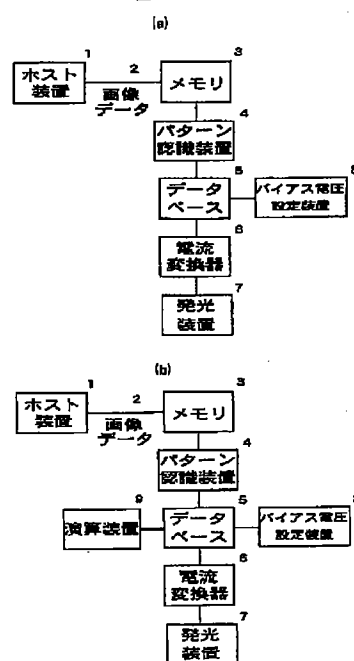 (a)
1
2
3
ホスト
装置
画像
データ
メモリ
4
パターン
認識装置
5
データ
ベース
8
バイアス電圧
設定装置
6
電流
変換器
7
発光
装置
(b)
1
2
3
ホスト
装置
画像
データ
メモリ
4
パターン
認識装置
9
演算装置
5
データ
ベース
バイアス電圧
設定装置
6
電流
変換器
7
発光
装置